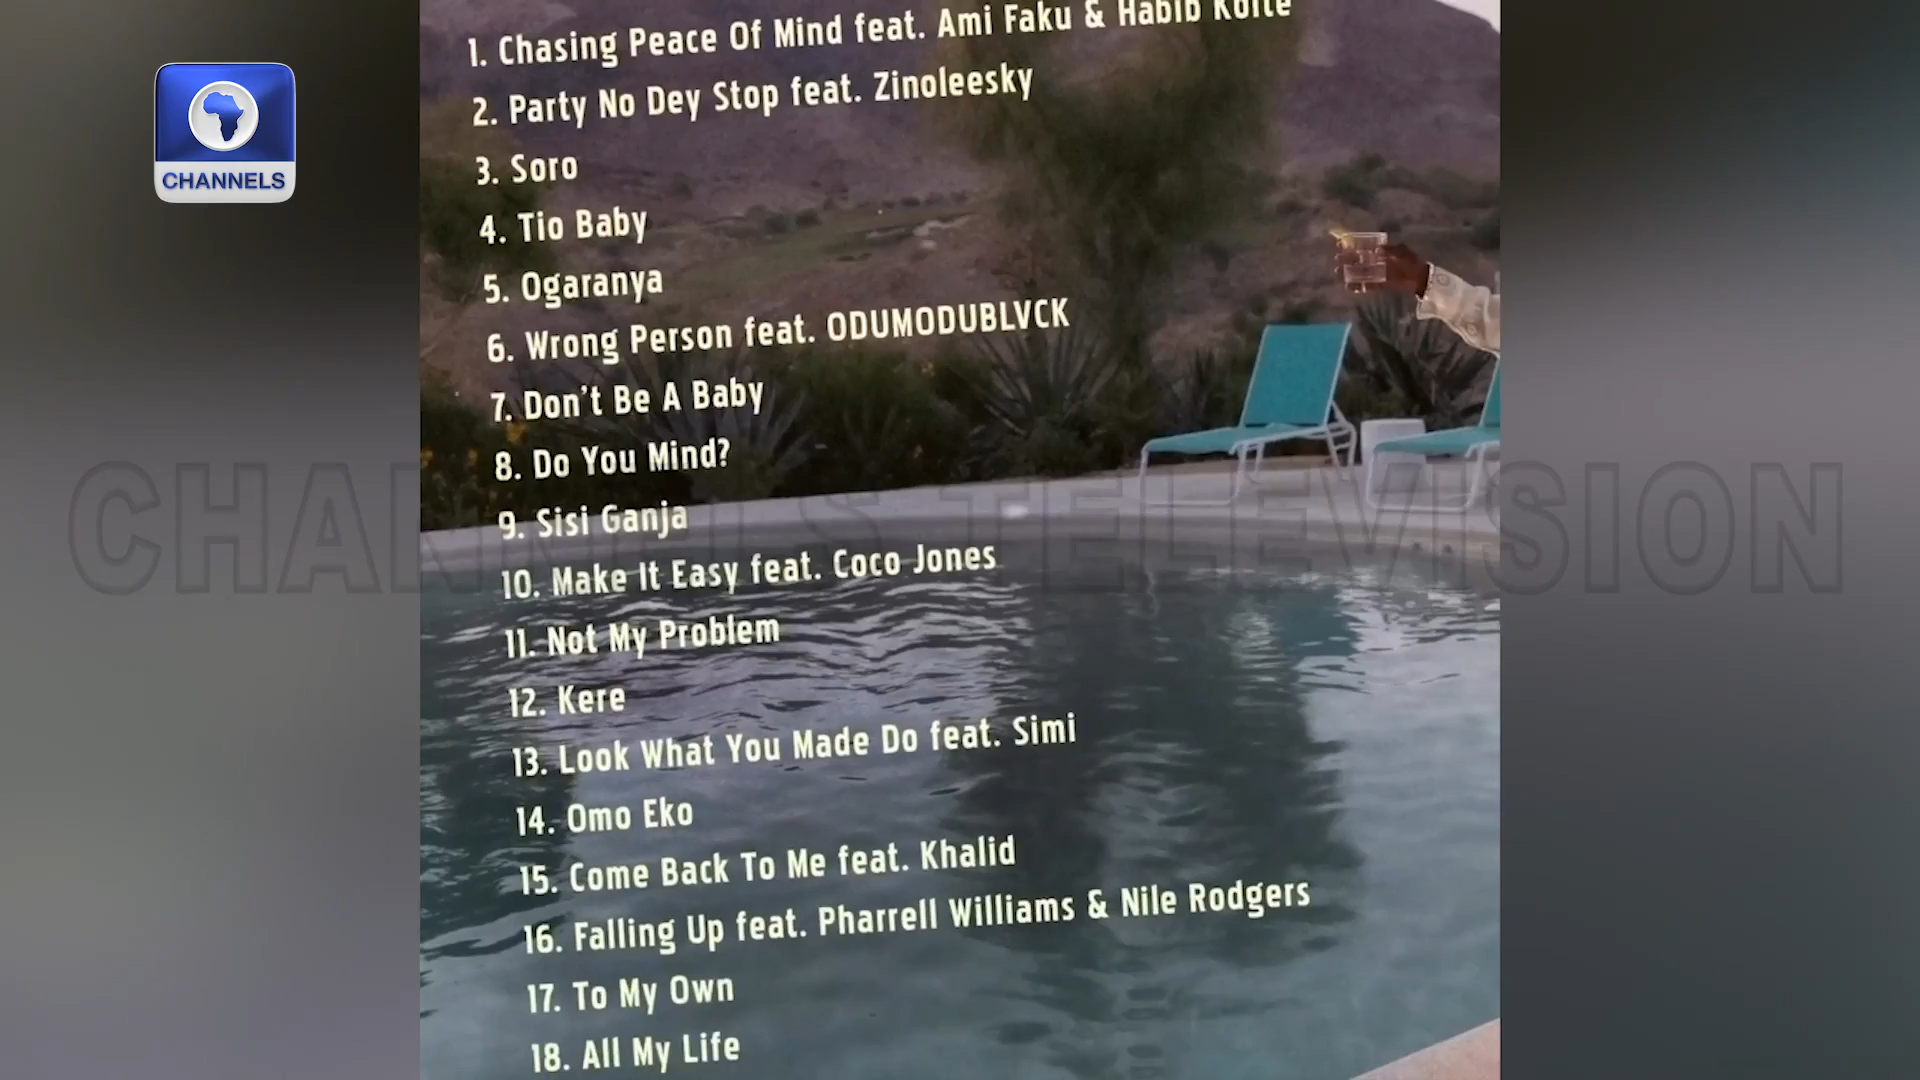 1. Chasing Peace Of Mind feat. Ami Faku & Habib Koite
2. Party No Dey Stop feat. Zinoleesky
3. Soro
4. Tio Baby
5. Ogaranya
6. Wrong Person feat. ODUMODUBLVCK
7. Don't Be A Baby
8. Do You Mind?
9. Sisi Ganja
10. Make It Easy feat. Coco Jones
11. Not My Problem
12. Kere
13. Look What You Made Do feat. Simi
14. Omo Eko
15. Come Back To Me feat. Khalid
16. Falling Up feat. Pharrell Williams & Nile Rodgers
17. To My Own
18. All My Life
CHANNELS
CHANNELS TELEVISION